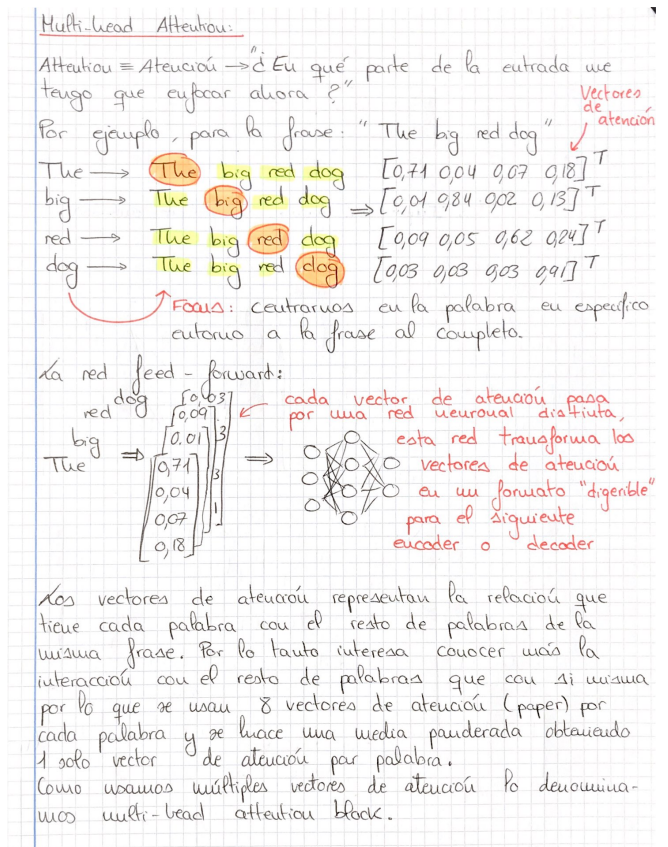 Multi-head Attention:
Attention ≡ Atención → "¿En qué parte de la entrada me
tengo que enfocar ahora?"
Vectores
de
atención
Por ejemplo, para la frase: "The big red dog"
The → The big red dog [0,71 0,04 0,07 0,18]ᵀ
big → The big red dog ⇒ [0,01 0,84 0,02 0,13]ᵀ
red → The big red dog [0,09 0,05 0,62 0,24]ᵀ
dog → The big red dog [0,03 0,03 0,03 0,91]ᵀ
Focus: centrarnos en la palabra en específico
entorno a la frase al completo.
La red feed-forward:
dog [0,03]
red [0,09]
big [0,01]
The ⇒ [0,71
0,04
0,07
0,18] ⇒
cada vector de atención pasa
por una red neuronal distinta,
esta red transforma los
vectores de atención
en un formato "digerible"
para el siguiente
encoder o decoder
Los vectores de atención representan la relación que
tiene cada palabra con el resto de palabras de la
misma frase. Por lo tanto interesa conocer más la
interacción con el resto de palabras que con si misma
por lo que se usan 8 vectores de atención (paper) por
cada palabra y se hace una media ponderada obteniendo
1 solo vector de atención por palabra.
Como usamos múltiples vectores de atención lo denomina-
mos multi-head attention block.